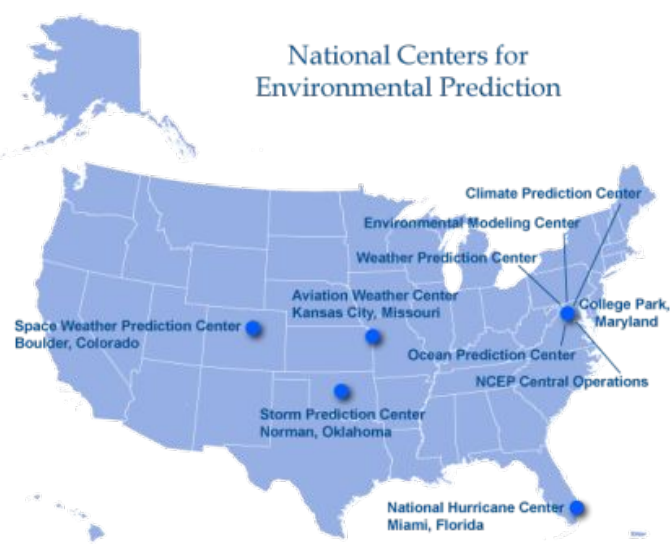 National Centers for
Environmental Prediction
Climate Prediction Center
Environmental Modeling Center
Weather Prediction Center
Aviation Weather Center
Kansas City, Missouri
College Park,
Maryland
Space Weather Prediction Center
Boulder, Colorado
Ocean Prediction Center
NCEP Central Operations
Storm Prediction Center
Norman, Oklahoma
National Hurricane Center
Miami, Florida